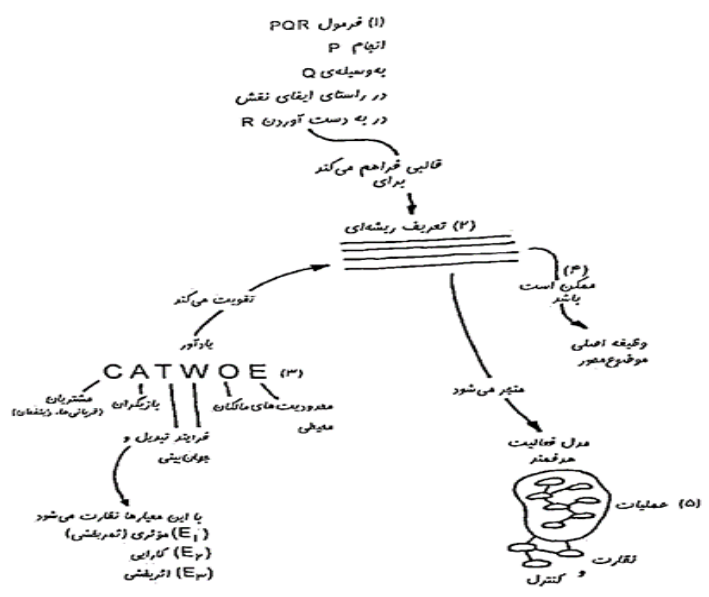 (۱) فرمول PQR
انجام P
به‌وسیله‌ی Q
در راستای ایفای نقش
در به دست آوردن R
قالبی فراهم می‌کند
برای
(۲) تعریف ریشه‌ای
(۴)
ممکن است
باشد
وظیفه اصلی
موضوع‌محور
تقویت می‌کند
یادآور
(۳) CATWOE
مشتریان
(قربانی‌ها، ذینفعان)
بازیگران
فرایند تبدیل و
جهان‌بینی
مالکان
محدودیت‌های
محیطی
با این معیارها نظارت می‌شود
(E۱) مؤثری (ثمربخشی)
(E۲) کارایی
(E۳) اثربخشی
منجر می‌شود
مدل فعالیت
هدفمند
(۵) عملیات
نظارت
و
کنترل